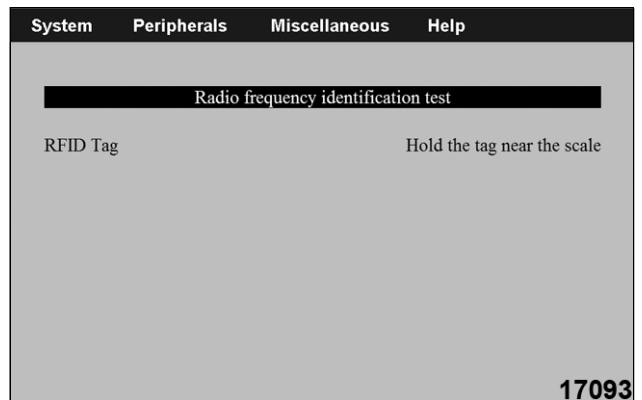 System Peripherals Miscellaneous Help
Radio frequency identification test
RFID Tag Hold the tag near the scale
17093